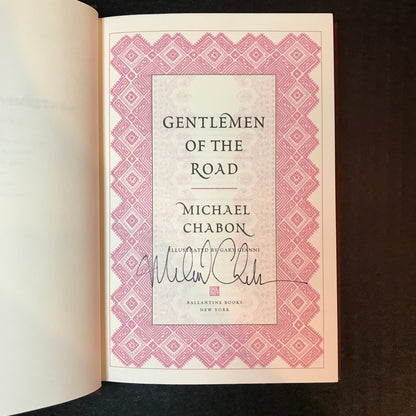 GENTLEMEN
OF THE
ROAD
MICHAEL
CHABON
ILLUSTRATED BY GARY GIANNI
BALLANTINE BOOKS
NEW YORK